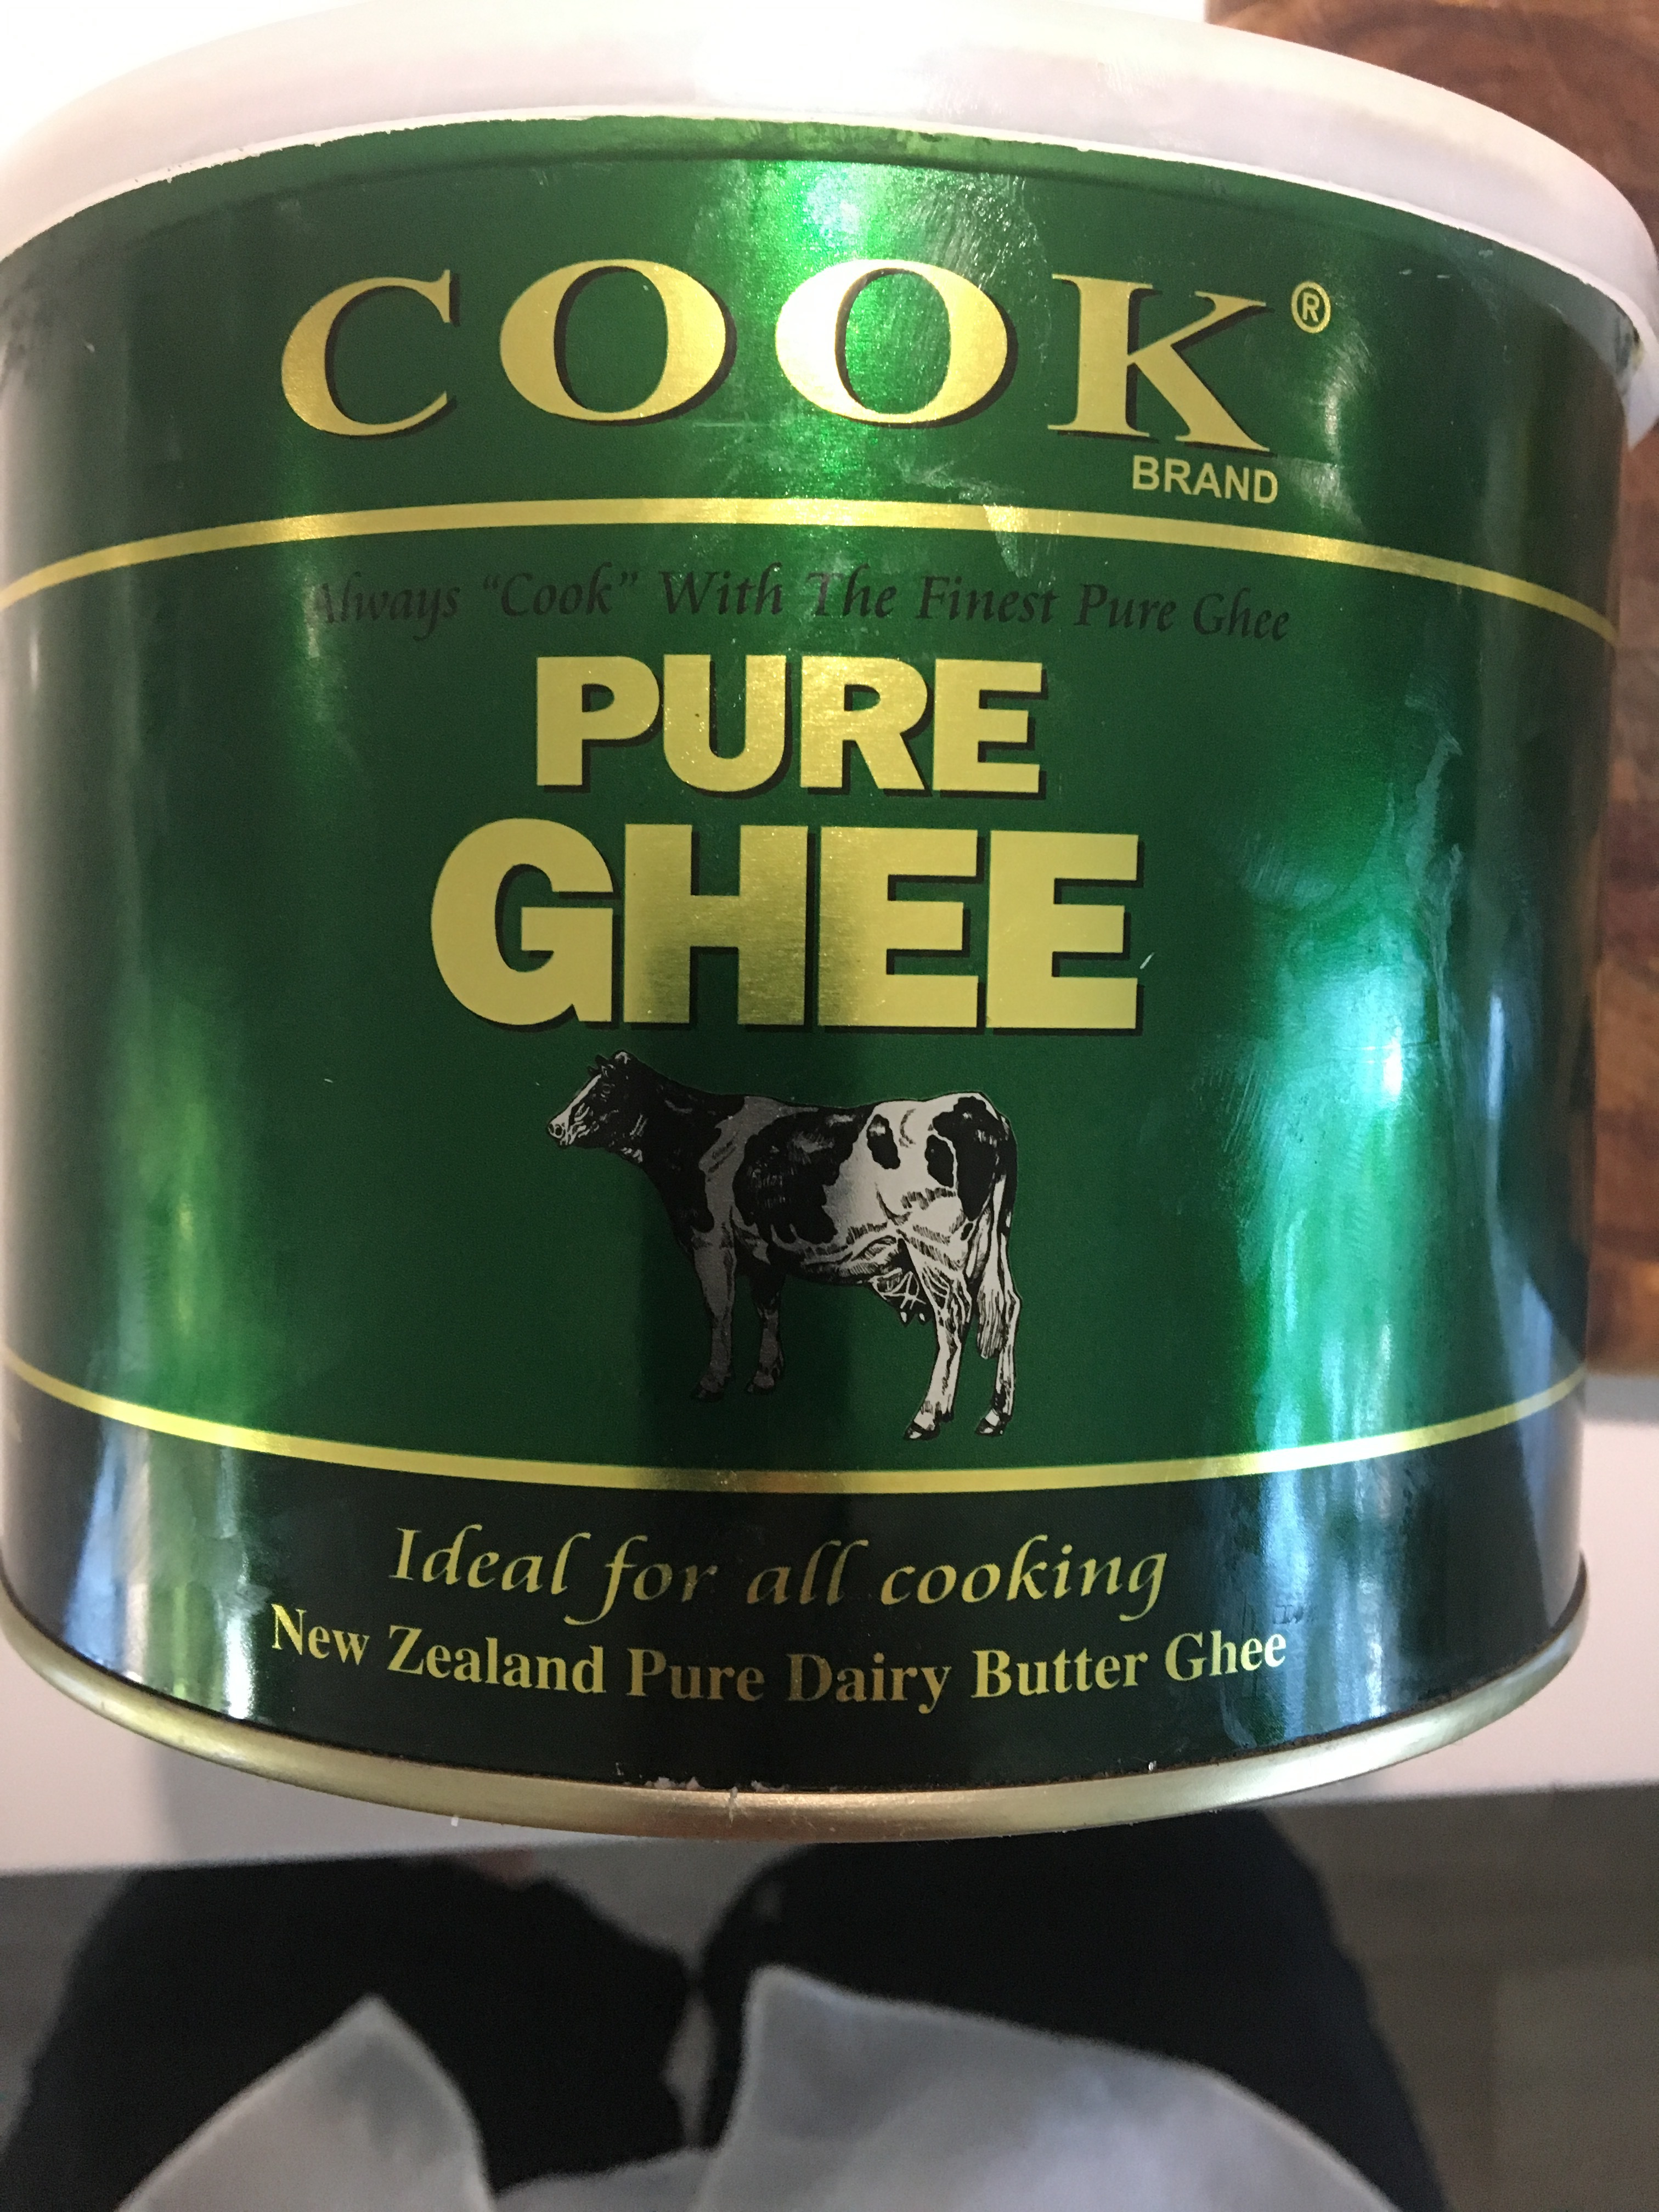 COOK®
BRAND
Always "Cook" With The Finest Pure Ghee
PURE
GHEE
Ideal for all cooking
New Zealand Pure Dairy Butter Ghee